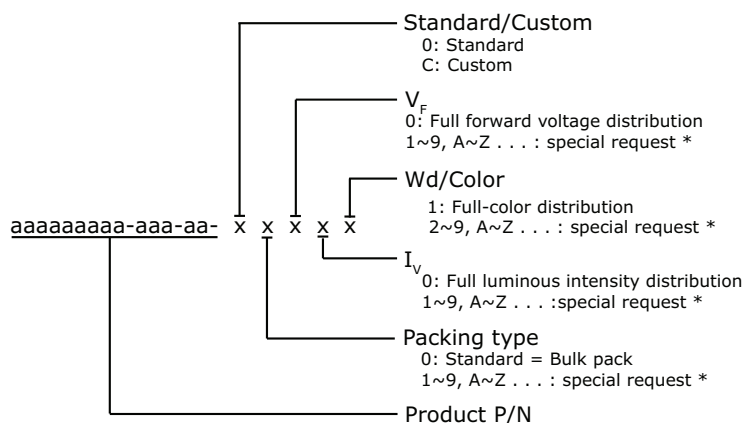 Standard/Custom
0: Standard
C: Custom
VF
0: Full forward voltage distribution
1~9, A~Z . . . : special request *
Wd/Color
1: Full-color distribution
2~9, A~Z . . . : special request *
aaaaaaaaa-aaa-aa- x x x x x
IV
0: Full luminous intensity distribution
1~9, A~Z . . . :special request *
Packing type
0: Standard = Bulk pack
1~9, A~Z . . . : special request *
Product P/N